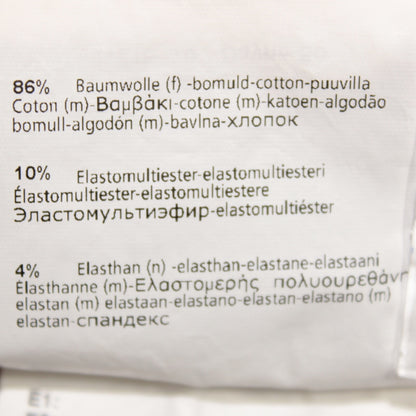 86% Baumwolle (f) -bomuld-cotton-puuvilla
Coton (m)-Βαμβάκι-cotone (m)-katoen-algodão
bomull-algodón (m)-bavlna-хлопок
10% Elastomultiester-elastomultiesteri
Élastomultiester-elastomultiestere
Эластомультиэфир-elastomultiéster
4% Elasthan (n) -elasthan-elastane-elastaani
Élasthanne (m)-Ελαστομερής πολυουρεθάνη
elastan (m) elastaan-elastano-elastan-elastano (m)
elastan-спандекс
E1: